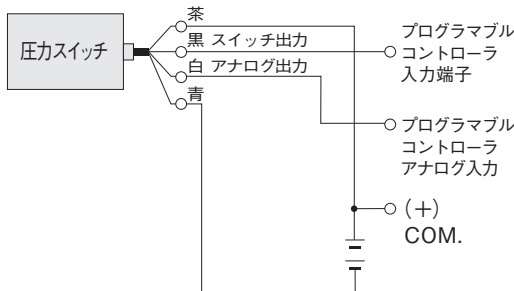 圧力スイッチ
茶
黒 スイッチ出力
白 アナログ出力
青
プログラマブル
コントローラ
入力端子
プログラマブル
コントローラ
アナログ入力
(+)
COM.